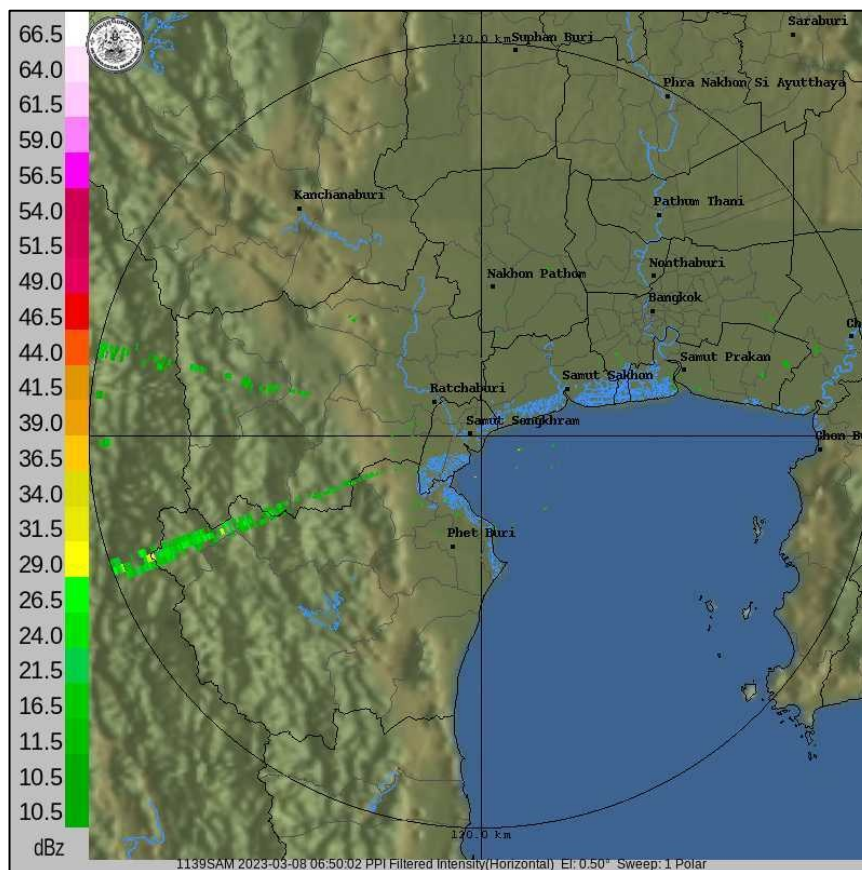 66.5
64.0
61.5
59.0
56.5
54.0
51.5
49.0
46.5
44.0
41.5
39.0
36.5
34.0
31.5
29.0
26.5
24.0
21.5
16.5
11.5
10.5
10.5
dBz
Saraburi
120.0 km
Suphan Buri
Phra Nakhon Si Ayutthaya
Kanchanaburi
Pathum Thani
Nonthaburi
Nakhon Pathom
Bangkok
Ch
Samut Prakan
Samut Sakhon
Ratchaburi
Samut Songkhram
Chon Bu
Phet Buri
120.0 km
1139SAM 2023-03-08 06:50:02 PPI Filtered Intensity(Horizontal) El: 0.50° Sweep: 1 Polar